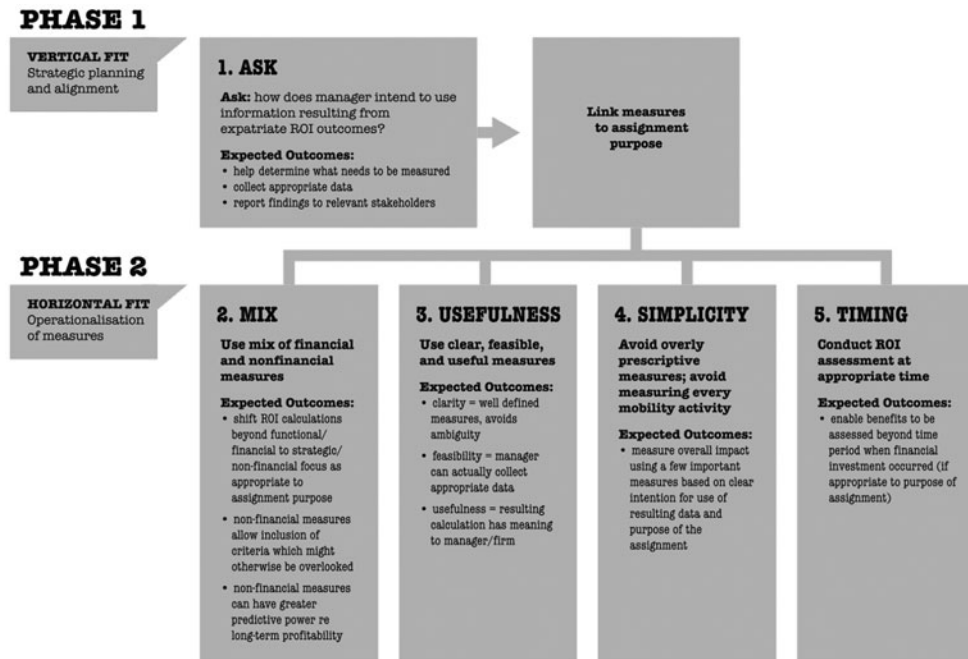 PHASE 1
VERTICAL FIT
Strategic planning
and alignment
1. ASK
Ask: how does manager intend to use
information resulting from
expatriate ROI outcomes?
Expected Outcomes:
• help determine what needs to be measured
• collect appropriate data
• report findings to relevant stakeholders
Link measures
to assignment
purpose
PHASE 2
HORIZONTAL FIT
Operationalisation
of measures
2. MIX
Use mix of financial
and nonfinancial
measures
Expected Outcomes:
• shift ROI calculations
beyond functional/
financial to strategic/
non-financial focus as
appropriate to
assignment purpose
• non-financial measures
allow inclusion of
criteria which might
otherwise be overlooked
• non-financial measures
can have greater
predictive power re
long-term profitability
3. USEFULNESS
Use clear, feasible,
and useful measures
Expected Outcomes:
• clarity = well defined
measures, avoids
ambiguity
• feasibility = manager
can actually collect
appropriate data
• usefulness = resulting
calculation has meaning
to manager/firm
4. SIMPLICITY
Avoid overly
prescriptive
measures; avoid
measuring every
mobility activity
Expected Outcomes:
• measure overall impact
using a few important
measures based on clear
intention for use of
resulting data and
purpose of the
assignment
5. TIMING
Conduct ROI
assessment at
appropriate time
Expected Outcomes:
• enable benefits to be
assessed beyond time
period when financial
investment occurred (if
appropriate to purpose of
assignment)